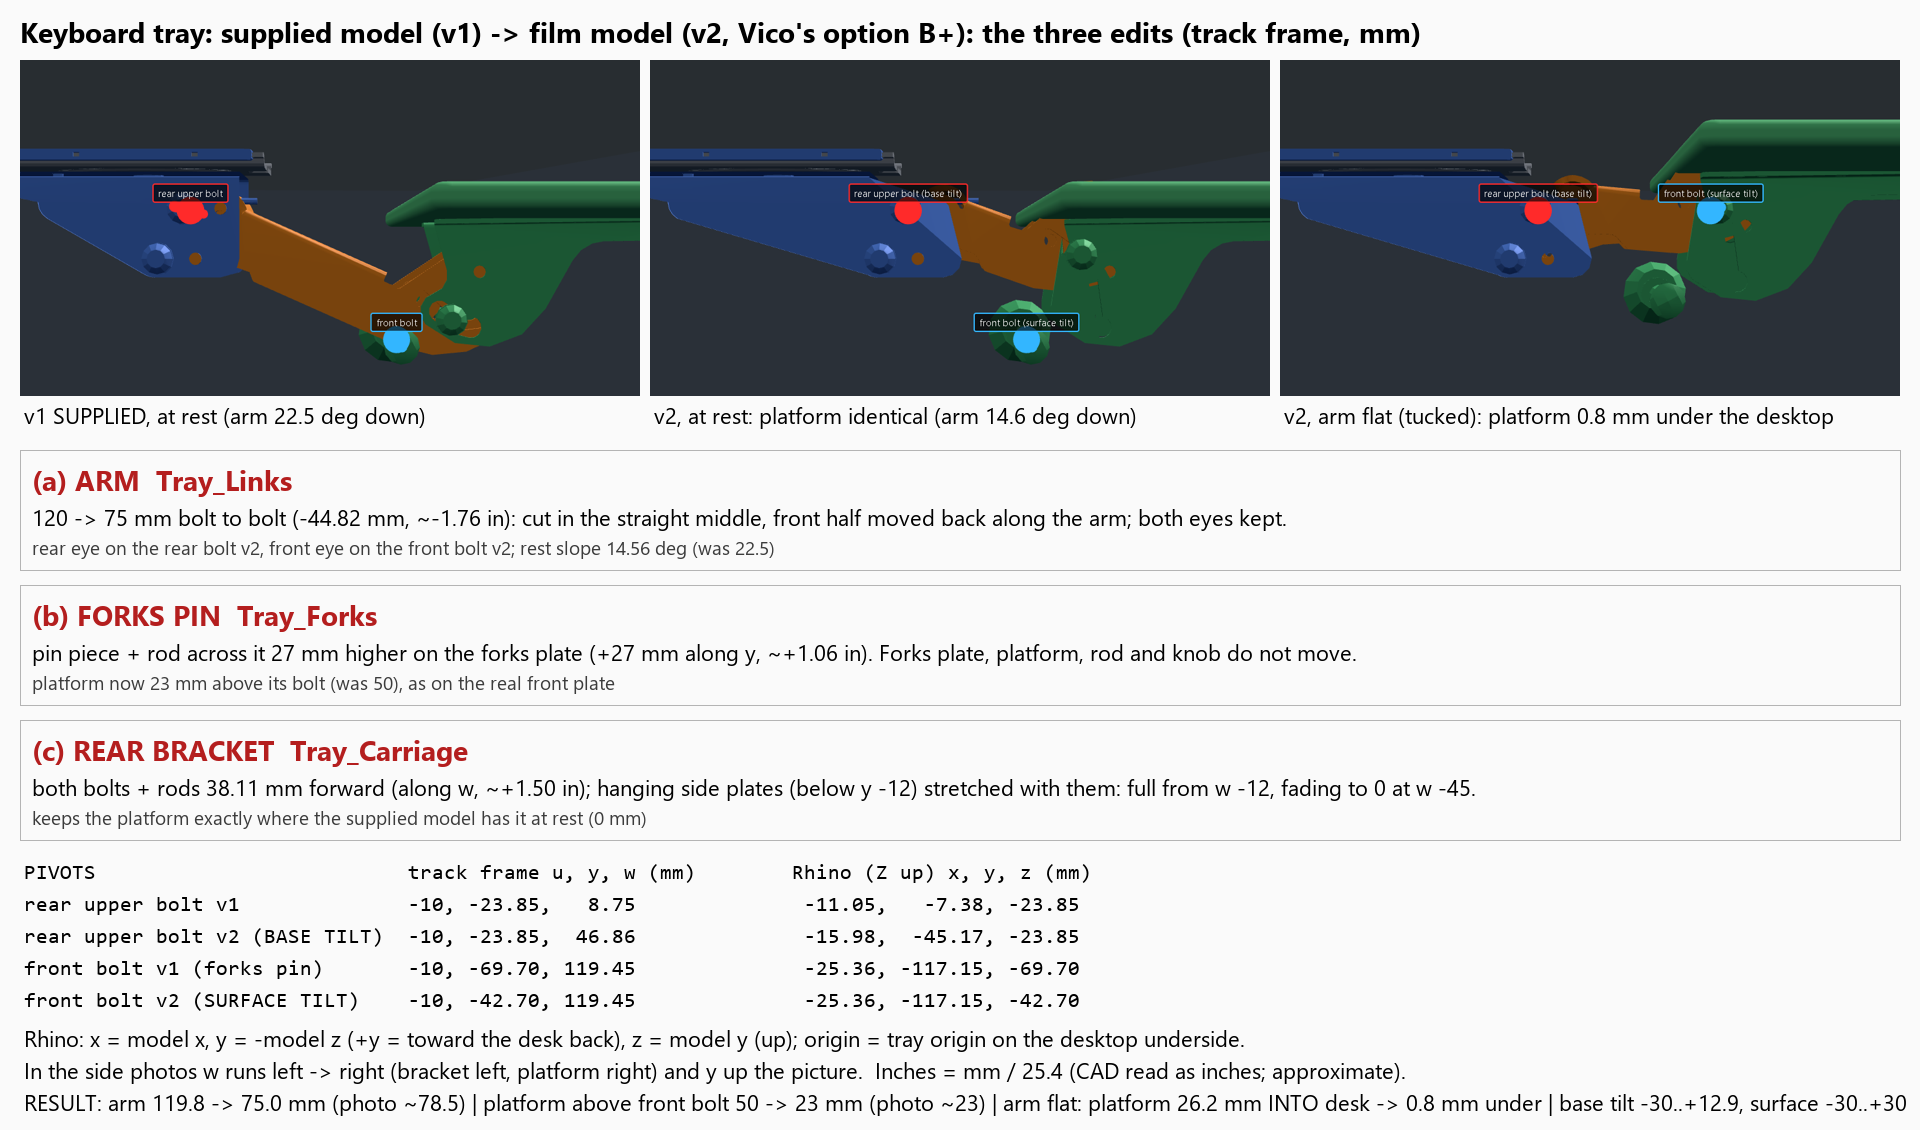 Keyboard tray: supplied model (v1) -> film model (v2, Vico's option B+): the three edits (track frame, mm)
rear upper bolt
front bolt
rear upper bolt (base tilt)
front bolt (surface tilt)
rear upper bolt (base tilt)
front bolt (surface tilt)
v1 SUPPLIED, at rest (arm 22.5 deg down)
v2, at rest: platform identical (arm 14.6 deg down)
v2, arm flat (tucked): platform 0.8 mm under the desktop
(a) ARM  Tray_Links
120 -> 75 mm bolt to bolt (-44.82 mm, ~-1.76 in): cut in the straight middle, front half moved back along the arm; both eyes kept.
rear eye on the rear bolt v2, front eye on the front bolt v2; rest slope 14.56 deg (was 22.5)
(b) FORKS PIN  Tray_Forks
pin piece + rod across it 27 mm higher on the forks plate (+27 mm along y, ~+1.06 in). Forks plate, platform, rod and knob do not move.
platform now 23 mm above its bolt (was 50), as on the real front plate
(c) REAR BRACKET  Tray_Carriage
both bolts + rods 38.11 mm forward (along w, ~+1.50 in); hanging side plates (below y -12) stretched with them: full from w -12, fading to 0 at w -45.
keeps the platform exactly where the supplied model has it at rest (0 mm)
PIVOTS track frame u, y, w (mm) Rhino (Z up) x, y, z (mm)
rear upper bolt v1 -10, -23.85, 8.75 -11.05, -7.38, -23.85
rear upper bolt v2 (BASE TILT) -10, -23.85, 46.86 -15.98, -45.17, -23.85
front bolt v1 (forks pin) -10, -69.70, 119.45 -25.36, -117.15, -69.70
front bolt v2 (SURFACE TILT) -10, -42.70, 119.45 -25.36, -117.15, -42.70
Rhino: x = model x, y = -model z (+y = toward the desk back), z = model y (up); origin = tray origin on the desktop underside.
In the side photos w runs left -> right (bracket left, platform right) and y up the picture.  Inches = mm / 25.4 (CAD read as inches; approximate).
RESULT: arm 119.8 -> 75.0 mm (photo ~78.5) | platform above front bolt 50 -> 23 mm (photo ~23) | arm flat: platform 26.2 mm INTO desk -> 0.8 mm under | base tilt -30..+12.9, surface -30..+30